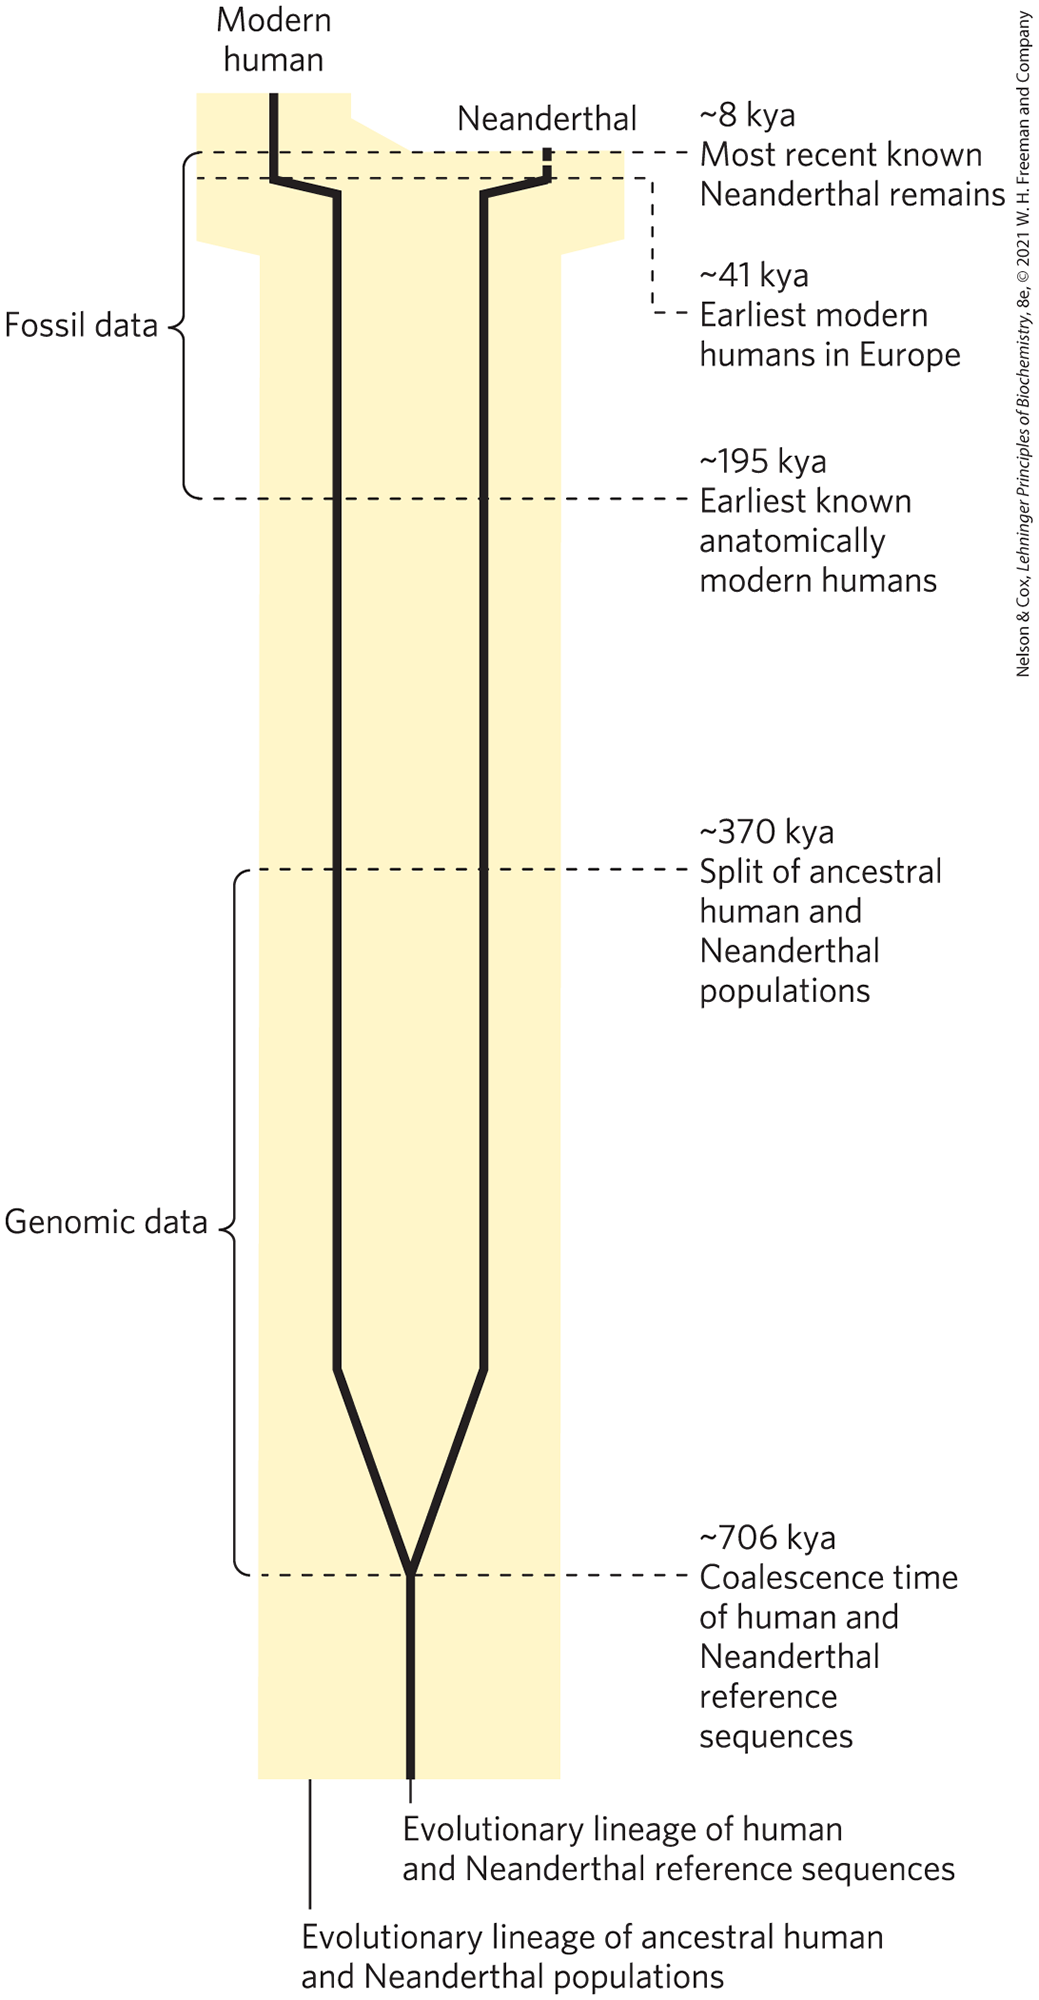 Modern
human
Neanderthal
~8 kya
Most recent known
Neanderthal remains
~41 kya
Earliest modern
humans in Europe
Fossil data
~195 kya
Earliest known
anatomically
modern humans
~370 kya
Split of ancestral
human and
Neanderthal
populations
Genomic data
~706 kya
Coalescence time
of human and
Neanderthal
reference
sequences
Evolutionary lineage of human
and Neanderthal reference sequences
Evolutionary lineage of ancestral human
and Neanderthal populations
Nelson & Cox, Lehninger Principles of Biochemistry, 8e, © 2021 W. H. Freeman and Company